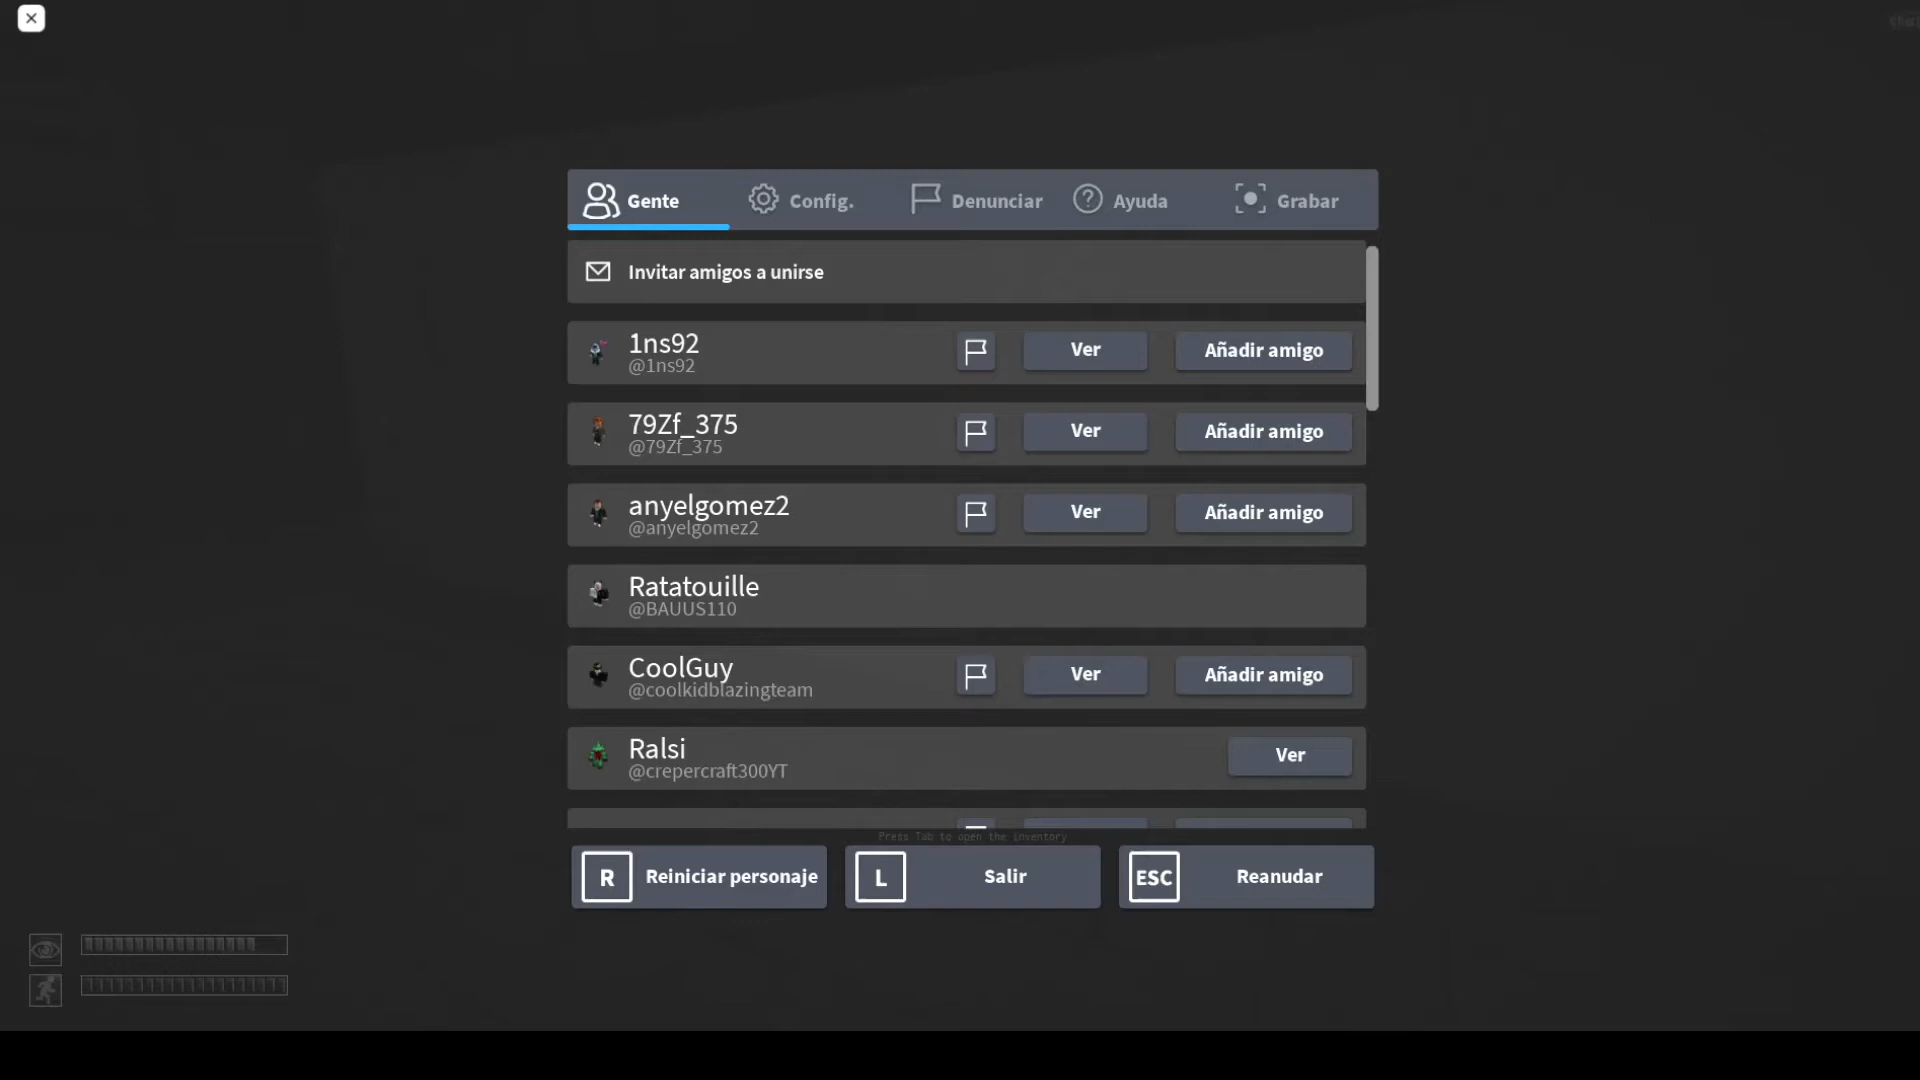 Gente Config. Denunciar Ayuda Grabar
Invitar amigos a unirse
1ns92
@1ns92
Ver Añadir amigo
79Zf_375
@79Zf_375
Ver Añadir amigo
anyelgomez2
@anyelgomez2
Ver Añadir amigo
Ratatouille
@BAUUS110
CoolGuy
@coolkidblazingteam
Ver Añadir amigo
Ralsi
@crepercraft300YT
Ver
Press Tab to open the inventory
R Reiniciar personaje L Salir ESC Reanudar